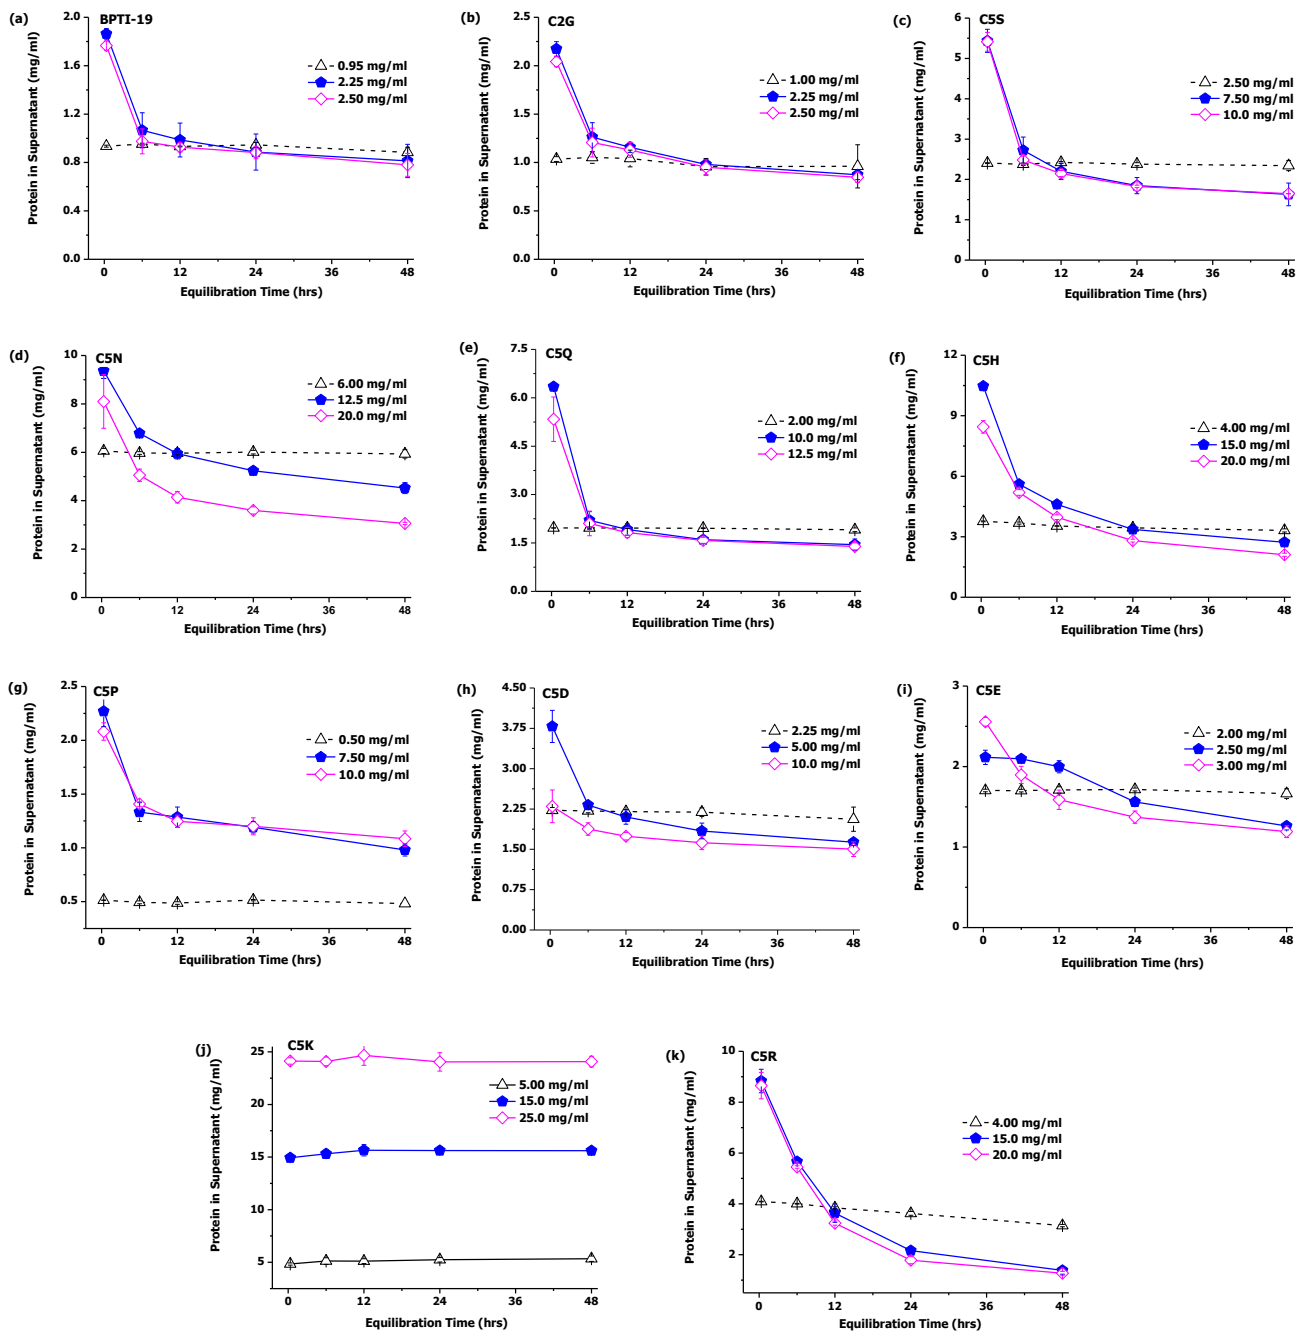 (a)
BPTI-19
2.0
1.6
1.2
0.8
0.4
0.0
0.95 mg/ml
2.25 mg/ml
2.50 mg/ml
Protein in Supernatant (mg/ml)
0 12 24 36 48
Equilibration Time (hrs)
(b)
C2G
2.5
2.0
1.5
1.0
0.5
0.0
1.00 mg/ml
2.25 mg/ml
2.50 mg/ml
Protein in Supernatant (mg/ml)
0 12 24 36 48
Equilibration Time (hrs)
(c)
C5S
6
5
4
3
2
1
0
2.50 mg/ml
7.50 mg/ml
10.0 mg/ml
Protein in Supernatant (mg/ml)
0 12 24 36 48
Equilibration Time (hrs)
(d)
C5N
10
8
6
4
2
0
6.00 mg/ml
12.5 mg/ml
20.0 mg/ml
Protein in Supernatant (mg/ml)
0 12 24 36 48
Equilibration Time (hrs)
(e)
C5Q
7.5
6.0
4.5
3.0
1.5
0.0
2.00 mg/ml
10.0 mg/ml
12.5 mg/ml
Protein in Supernatant (mg/ml)
0 12 24 36 48
Equilibration Time (hrs)
(f)
C5H
12
9
6
3
0
4.00 mg/ml
15.0 mg/ml
20.0 mg/ml
Protein in Supernatant (mg/ml)
0 12 24 36 48
Equilibration Time (hrs)
(g)
C5P
2.5
2.0
1.5
1.0
0.5
0.50 mg/ml
7.50 mg/ml
10.0 mg/ml
Protein in Supernatant (mg/ml)
0 12 24 36 48
Equilibration Time (hrs)
(h)
C5D
4.50
3.75
3.00
2.25
1.50
0.75
0.00
2.25 mg/ml
5.00 mg/ml
10.0 mg/ml
Protein in Supernatant (mg/ml)
0 12 24 36 48
Equilibration Time (hrs)
(i)
C5E
3
2
1
0
2.00 mg/ml
2.50 mg/ml
3.00 mg/ml
Protein in Supernatant (mg/ml)
0 12 24 36 48
Equilibration Time (hrs)
(j)
C5K
25
20
15
10
5
5.00 mg/ml
15.0 mg/ml
25.0 mg/ml
Protein in Supernatant (mg/ml)
0 12 24 36 48
Equilibration Time (hrs)
(k)
C5R
10
8
6
4
2
4.00 mg/ml
15.0 mg/ml
20.0 mg/ml
Protein in Supernatant (mg/ml)
0 12 24 36 48
Equilibration Time (hrs)